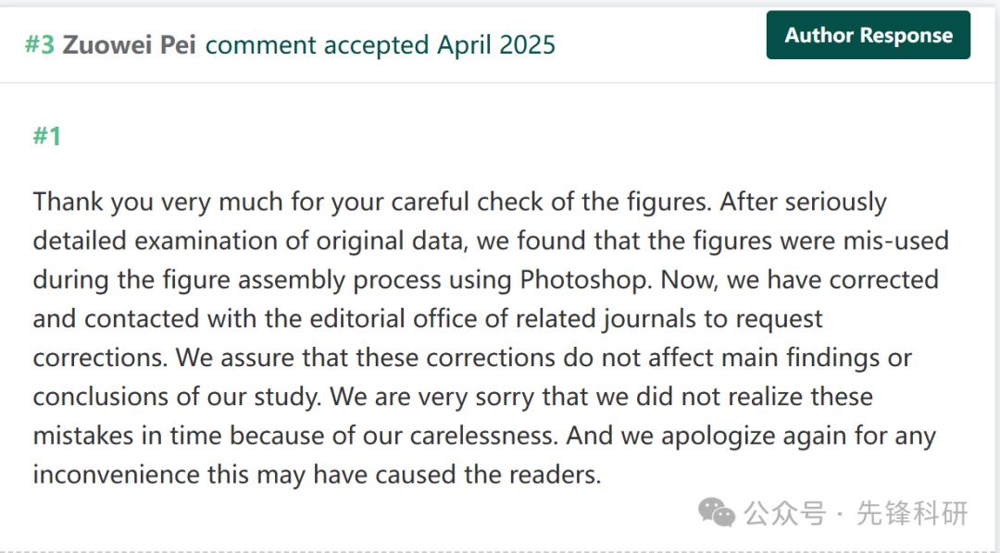 #3 Zuowei Pei comment accepted April 2025
Author Response
#1
Thank you very much for your careful check of the figures. After seriously
detailed examination of original data, we found that the figures were mis-used
during the figure assembly process using Photoshop. Now, we have corrected
and contacted with the editorial office of related journals to request
corrections. We assure that these corrections do not affect main findings or
conclusions of our study. We are very sorry that we did not realize these
mistakes in time because of our carelessness. And we apologize again for any
inconvenience this may have caused the readers.
公众号 · 先锋科研